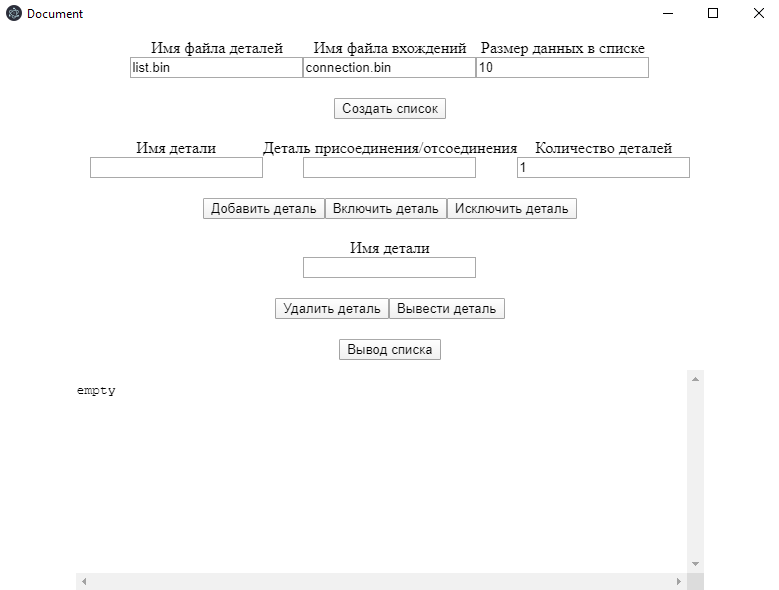 Document
Имя файла деталей Имя файла вхождений Размер данных в списке
list.bin connection.bin 10
Создать список
Имя детали Деталь присоединения/отсоединения Количество деталей
1
Добавить деталь Включить деталь Исключить деталь
Имя детали
Удалить деталь Вывести деталь
Вывод списка
empty